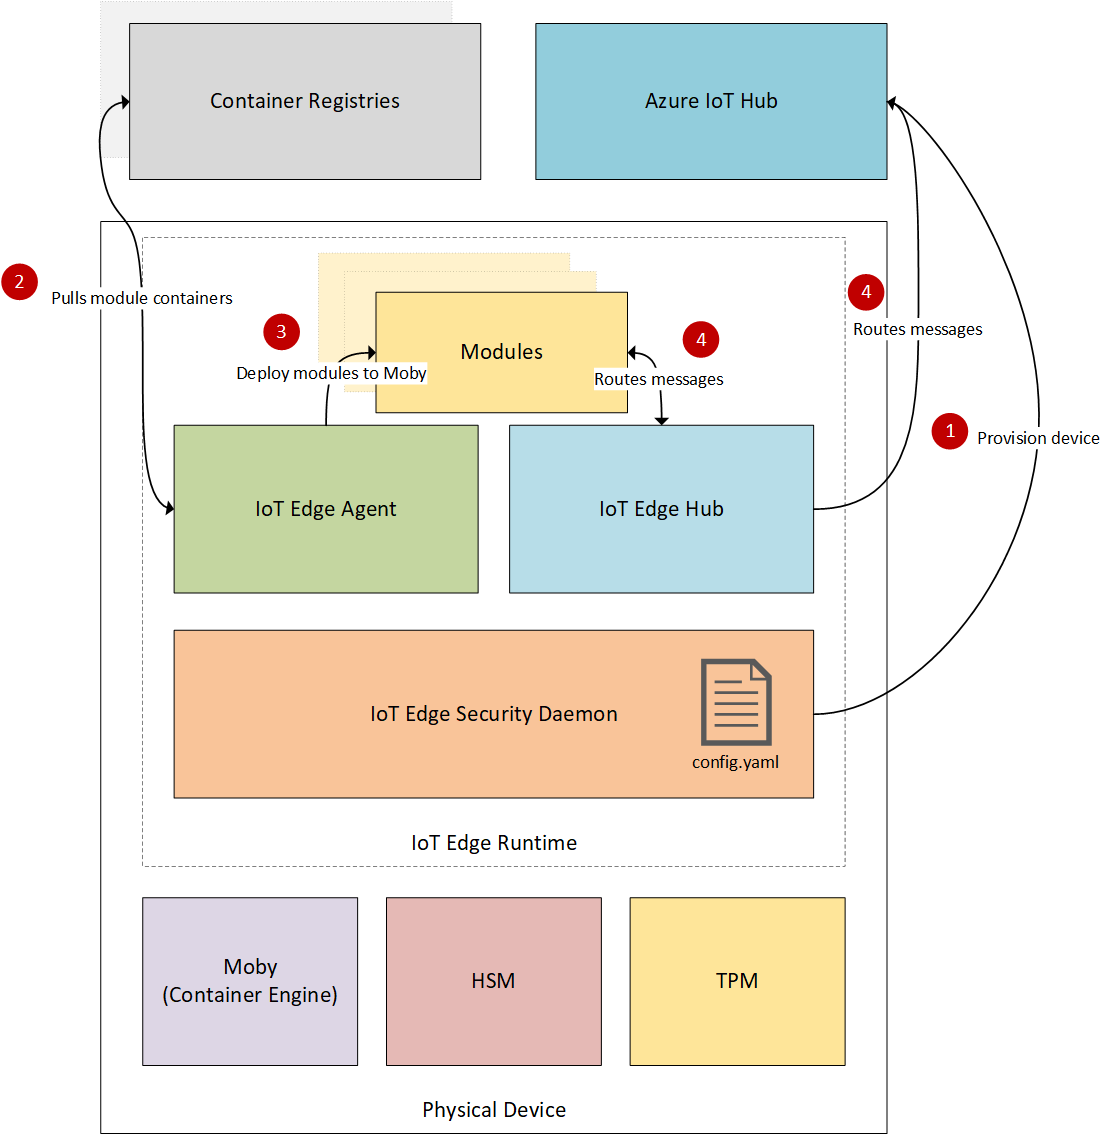 Container Registries
Azure IoT Hub
2
Pulls module containers
3
Deploy modules to Moby
Modules
4
Routes messages
4
Routes messages
1
Provision device
IoT Edge Agent
IoT Edge Hub
IoT Edge Security Daemon
config.yaml
IoT Edge Runtime
Moby
(Container Engine)
HSM
TPM
Physical Device